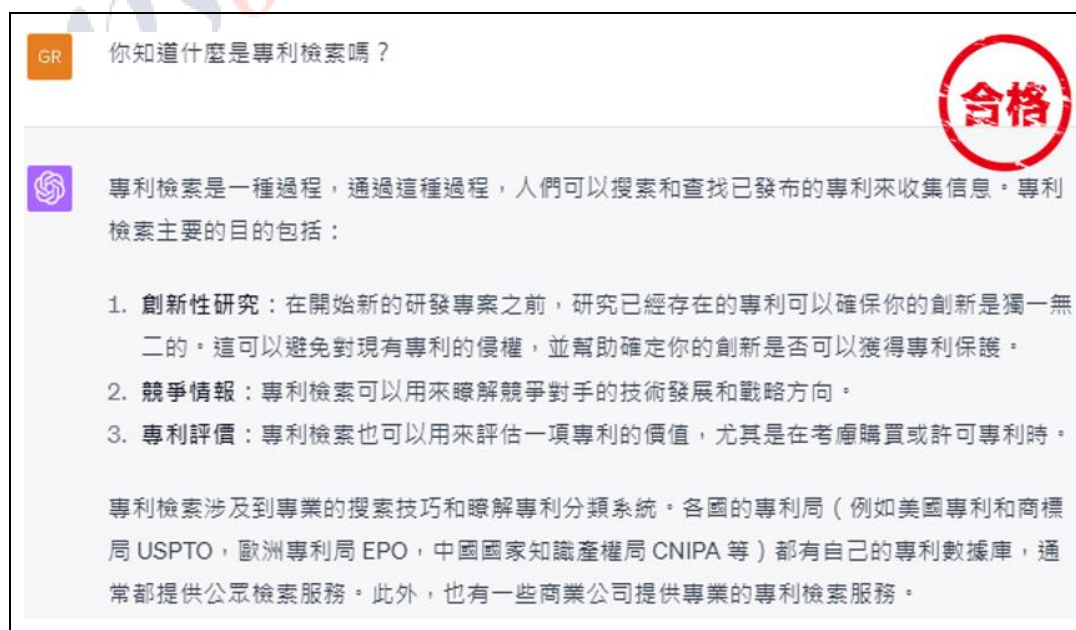 GR
你知道什麼是專利檢索嗎？
合格
專利檢索是一種過程，通過這種過程，人們可以搜索和查找已發布的專利來收集信息。專利
檢索主要的目的包括：
1. 創新性研究：在開始新的研發專案之前，研究已經存在的專利可以確保你的創新是獨一無
二的。這可以避免對現有專利的侵權，並幫助確定你的創新是否可以獲得專利保護。
2. 競爭情報：專利檢索可以用來瞭解競爭對手的技術發展和戰略方向。
3. 專利評價：專利檢索也可以用來評估一項專利的價值，尤其是在考慮購買或許可專利時。
專利檢索涉及到專業的搜索技巧和瞭解專利分類系統。各國的專利局（例如美國專利和商標
局 USPTO，歐洲專利局 EPO，中國國家知識產權局 CNIPA 等）都有自己的專利數據庫，通
常都提供公眾檢索服務。此外，也有一些商業公司提供專業的專利檢索服務。